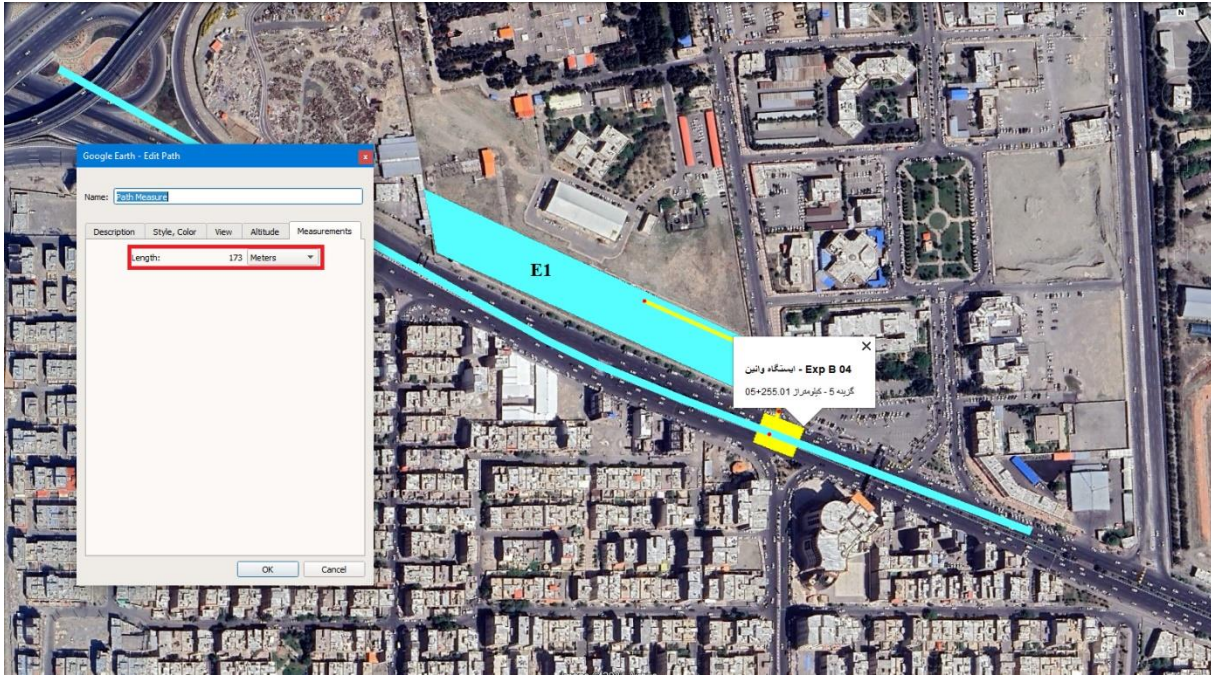 N
Google Earth - Edit Path
x
Name: Path Measure
Description Style, Color View Altitude Measurements
Length: 173 Meters
E1
×
Exp B 04 - ایستگاه وائین
گزینه 5 - کیلومتراژ 255.01+05
OK Cancel